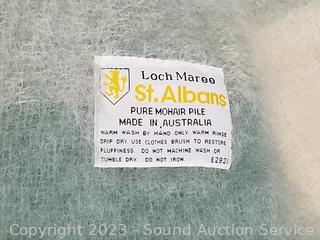 Loch Maree
St.Albans
PURE MOHAIR PILE
MADE IN AUSTRALIA
WARM WASH BY HAND ONLY. WARM RINSE
DRIP DRY. USE CLOTHES BRUSH TO RESTORE
FLUFFINESS. DO NOT MACHINE WASH OR
TUMBLE DRY. DO NOT IRON. E282
Copyright 2023 - Sound Auction Service